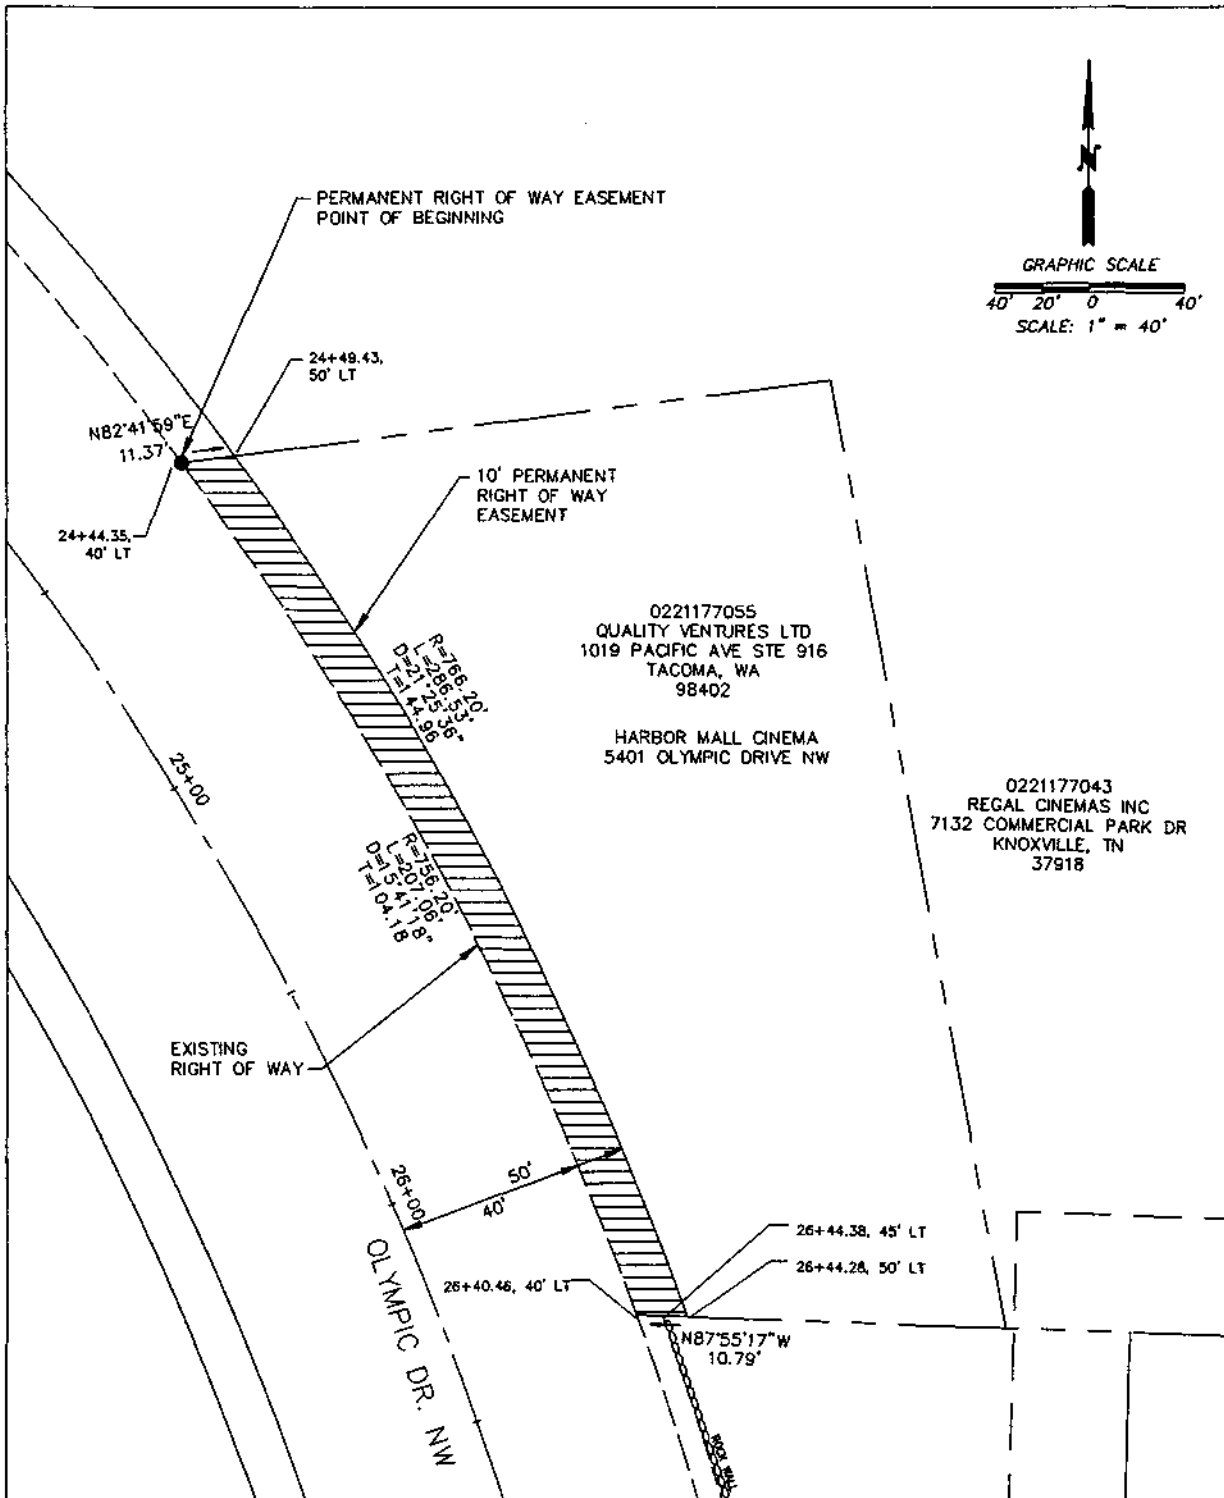 PERMANENT RIGHT OF WAY EASEMENT
POINT OF BEGINNING
N
GRAPHIC SCALE
40' 20' 0 40'
SCALE: 1" = 40'
24+49.43,
50' LT
N82°41'59"E
11.37'
10' PERMANENT
RIGHT OF WAY
EASEMENT
24+44.35,
40' LT
0221177055
QUALITY VENTURES LTD
1019 PACIFIC AVE STE 916
TACOMA, WA
98402
HARBOR MALL CINEMA
5401 OLYMPIC DRIVE NW
R=766.20'
L=286.53'
D=21°25'36"
T=144.96
0221177043
REGAL CINEMAS INC
7132 COMMERCIAL PARK DR
KNOXVILLE, TN
37918
25+00
R=756.20'
L=207.06'
D=15°41'18"
T=104.18
EXISTING
RIGHT OF WAY
50'
40'
26+00
OLYMPIC DR. NW
26+44.38, 45' LT
26+44.28, 50' LT
26+40.46, 40' LT
N87°55'17"W
10.79'
ROCK WALL